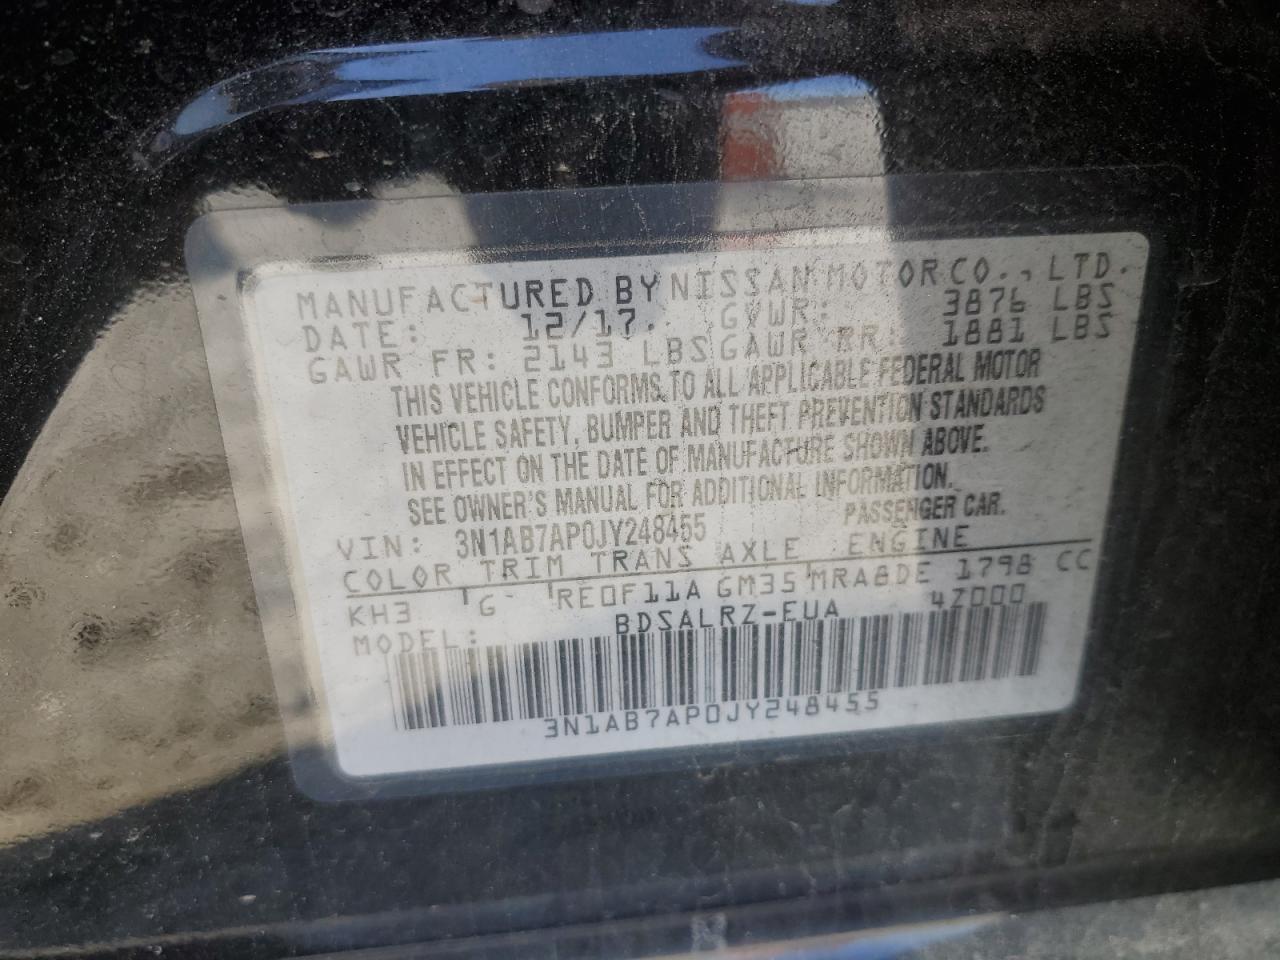 MANUFACTURED BY NISSAN MOTOR CO., LTD.
DATE: 12/17. GVWR: 3876 LBS
GAWR FR: 2143 LBS GAWR RR: 1881 LBS
THIS VEHICLE CONFORMS TO ALL APPLICABLE FEDERAL MOTOR
VEHICLE SAFETY, BUMPER AND THEFT PREVENTION STANDARDS
IN EFFECT ON THE DATE OF MANUFACTURE SHOWN ABOVE.
SEE OWNER'S MANUAL FOR ADDITIONAL INFORMATION.
VIN: 3N1AB7AP0JY248455 PASSENGER CAR.
COLOR TRIM TRANS AXLE ENGINE
KH3 G RE0F11A GM35 MRA8DE 1798 CC
MODEL: BDSALRZ-EUA 4Z000
3N1AB7AP0JY248455